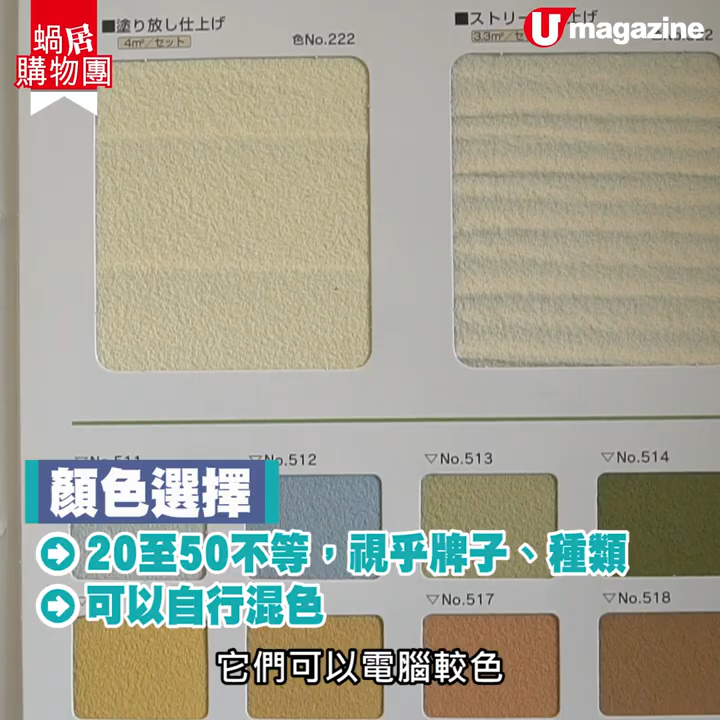 蝸居
購物團
■塗り放し仕上げ
4㎡/セット
色No.222
■ストリー
げ
3.3㎡/セ
U magazine
▽No.511
No.512
▽No.513
▽No.514
顏色選擇
20至50不等,視乎牌子、種類
可以自行混色
▽No.517
▽No.518
它們可以電腦較色